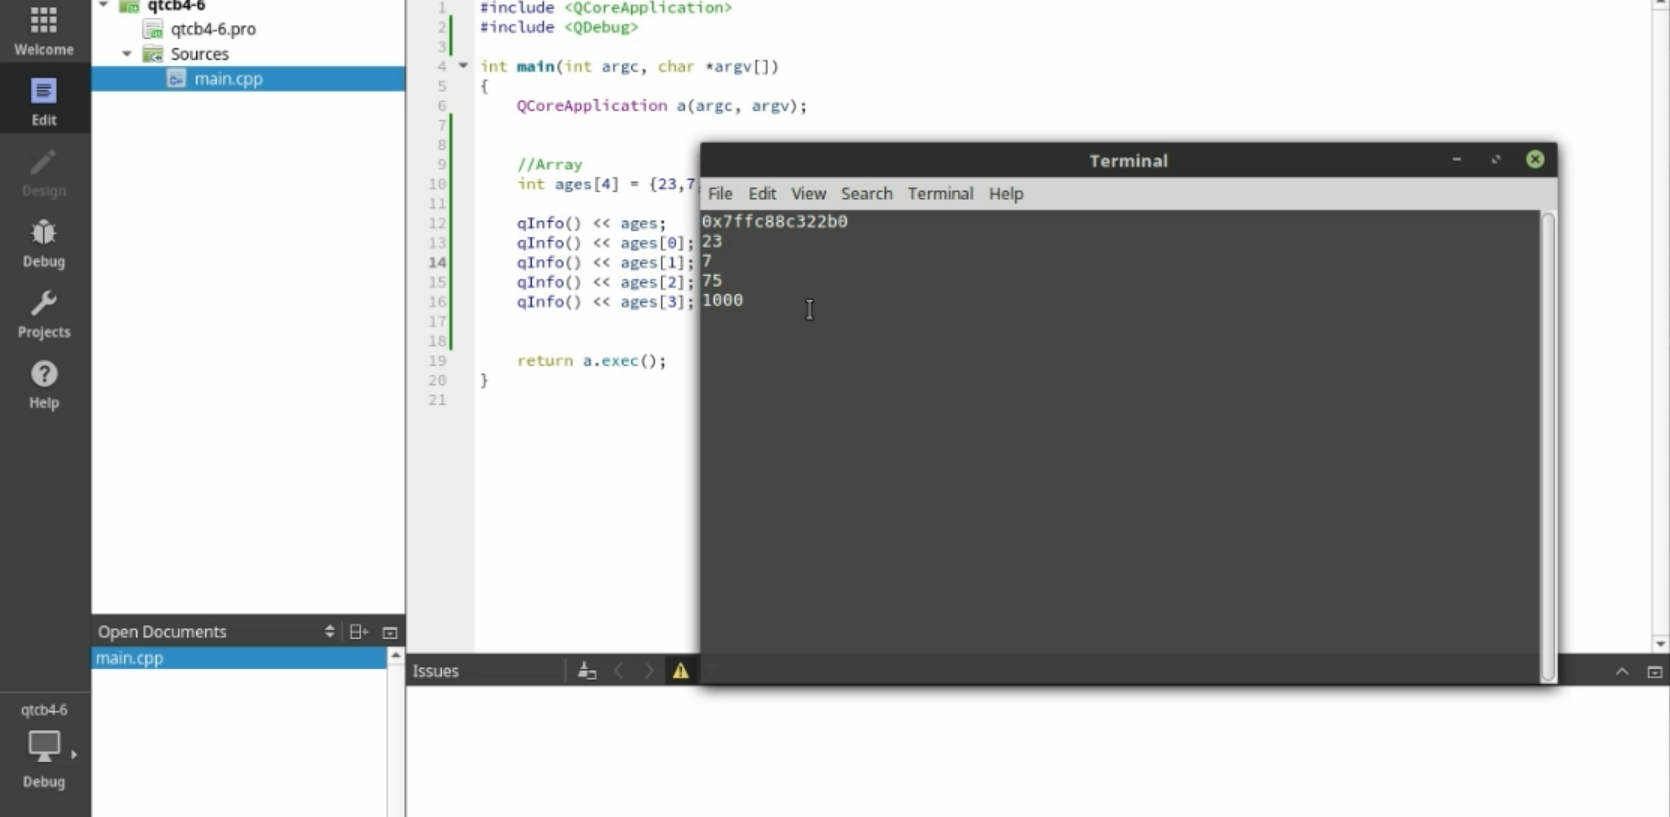 Welcome
Edit
Design
Debug
Projects
Help
qtcb4-6
Debug
qtcb4-6
qtcb4-6.pro
Sources
main.cpp
Open Documents
main.cpp
1 #include <QCoreApplication>
2 #include <QDebug>
3
4 int main(int argc, char *argv[])
5 {
6 QCoreApplication a(argc, argv);
7
8
9 //Array
10 int ages[4] = {23,7
11
12 qInfo() << ages;
13 qInfo() << ages[0];
14 qInfo() << ages[1];
15 qInfo() << ages[2];
16 qInfo() << ages[3];
17
18
19 return a.exec();
20 }
21
Terminal
File Edit View Search Terminal Help
0x7ffc88c322b0
23
7
75
1000
Issues